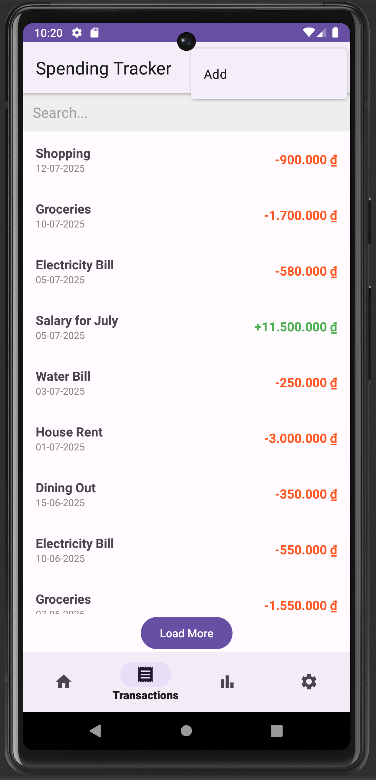 10:20
Spending Tracker
Add
Search...
Shopping
-900.000 ₫
12-07-2025
Groceries
-1.700.000 ₫
10-07-2025
Electricity Bill
-580.000 ₫
05-07-2025
Salary for July
+11.500.000 ₫
05-07-2025
Water Bill
-250.000 ₫
03-07-2025
House Rent
-3.000.000 ₫
01-07-2025
Dining Out
-350.000 ₫
15-06-2025
Electricity Bill
-550.000 ₫
10-06-2025
Groceries
-1.550.000 ₫
07-06-2025
Load More
Transactions